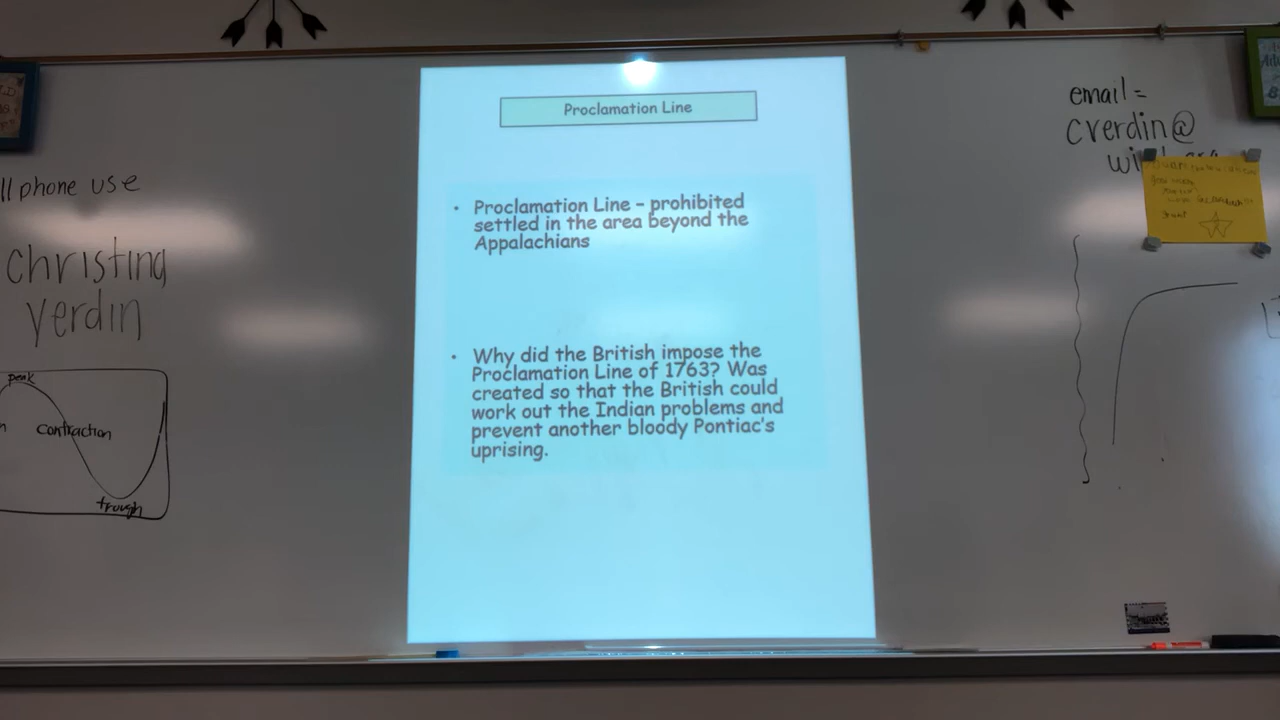 Proclamation Line
• Proclamation Line – prohibited
settled in the area beyond the
Appalachians
• Why did the British impose the
Proclamation Line of 1763? Was
created so that the British could
work out the Indian problems and
prevent another bloody Pontiac's
uprising.
ll phone use
Christina
Verdin
peak
contraction
trough
email =
cverdin@